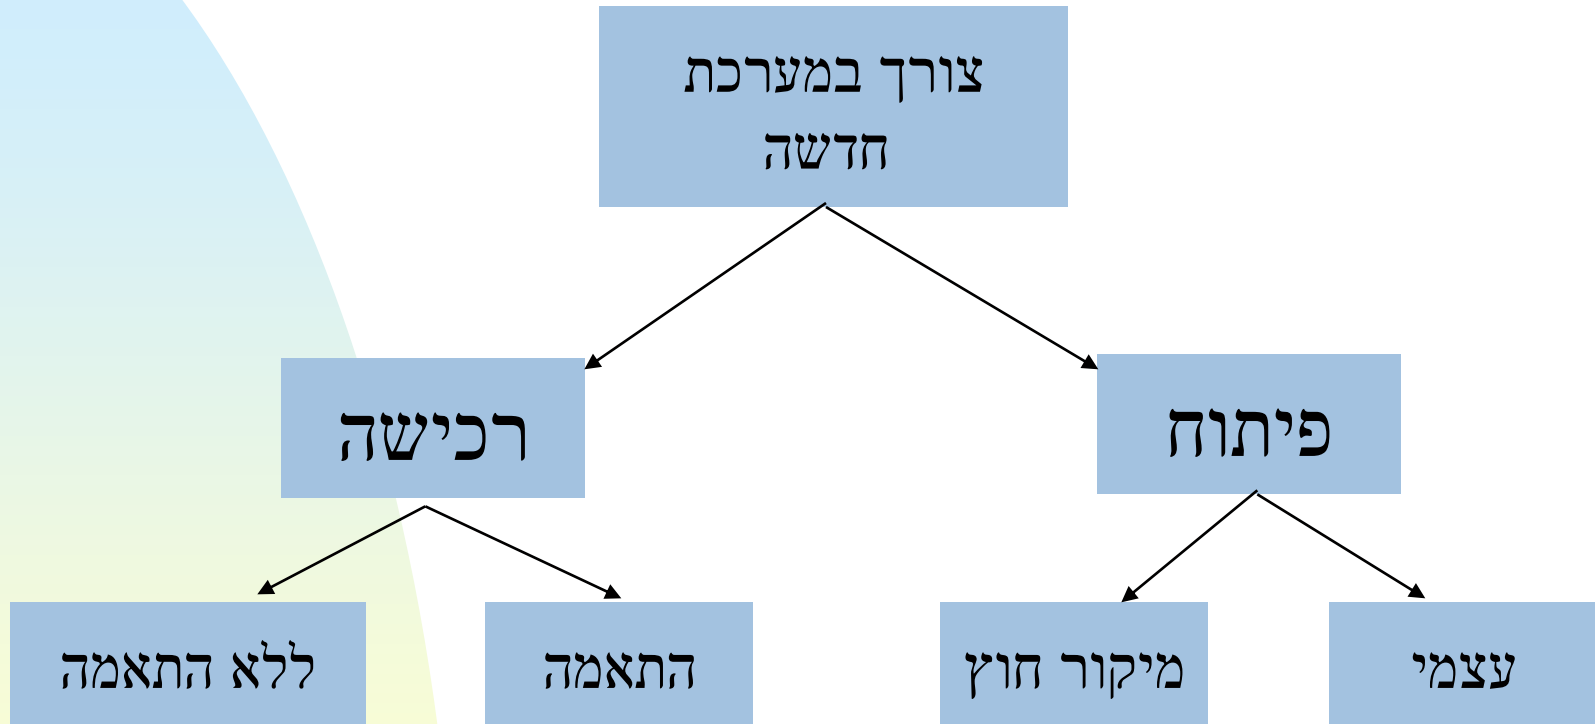 צורך במערכת
חדשה
פיתוח
רכישה
עצמי
מיקור חוץ
התאמה
ללא התאמה